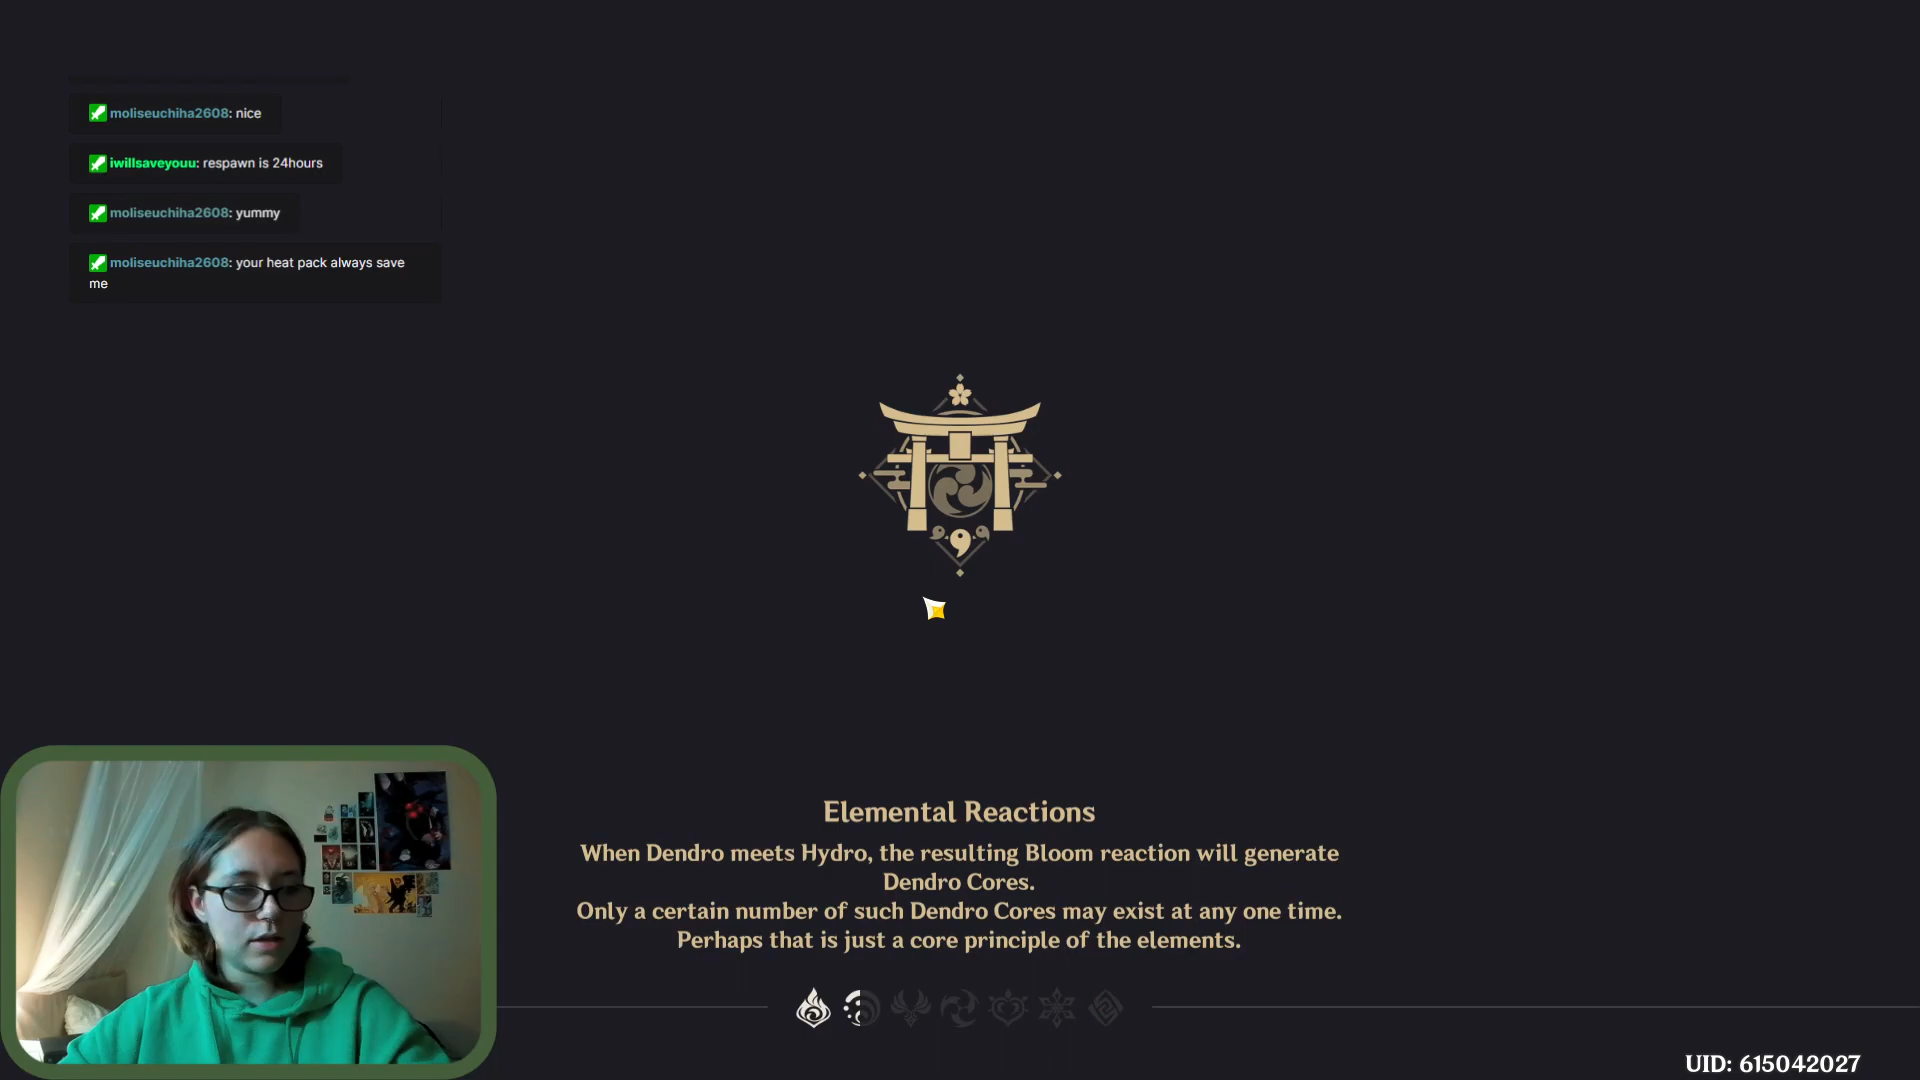 moliseuchiha2608: nice
iwillsaveyouu: respawn is 24hours
moliseuchiha2608: yummy
moliseuchiha2608: your heat pack always save
me
Elemental Reactions
When Dendro meets Hydro, the resulting Bloom reaction will generate
Dendro Cores.
Only a certain number of such Dendro Cores may exist at any one time.
Perhaps that is just a core principle of the elements.
UID: 615042027